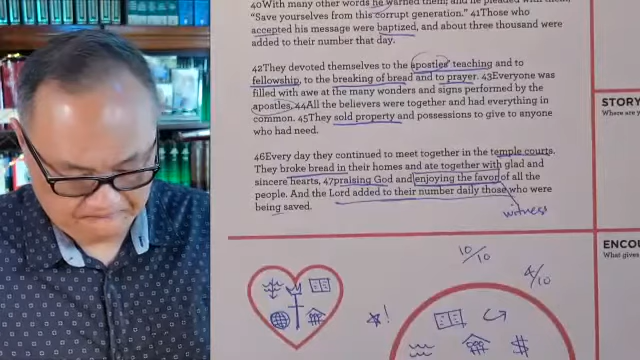 40With many other words he warned them; and he pleaded with them,
"Save yourselves from this corrupt generation." 41Those who
accepted his message were baptized, and about three thousand were
added to their number that day.
42They devoted themselves to the apostles' teaching and to
fellowship, to the breaking of bread and to prayer. 43Everyone was
filled with awe at the many wonders and signs performed by the
apostles. 44All the believers were together and had everything in
common. 45They sold property and possessions to give to anyone
who had need.
46Every day they continued to meet together in the temple courts.
They broke bread in their homes and ate together with glad and
sincere hearts, 47praising God and enjoying the favor of all the
people. And the Lord added to their number daily those who were
being saved.
witness
10/10
4/10
!
$
STORY
Where are y
ENCOU
What gives